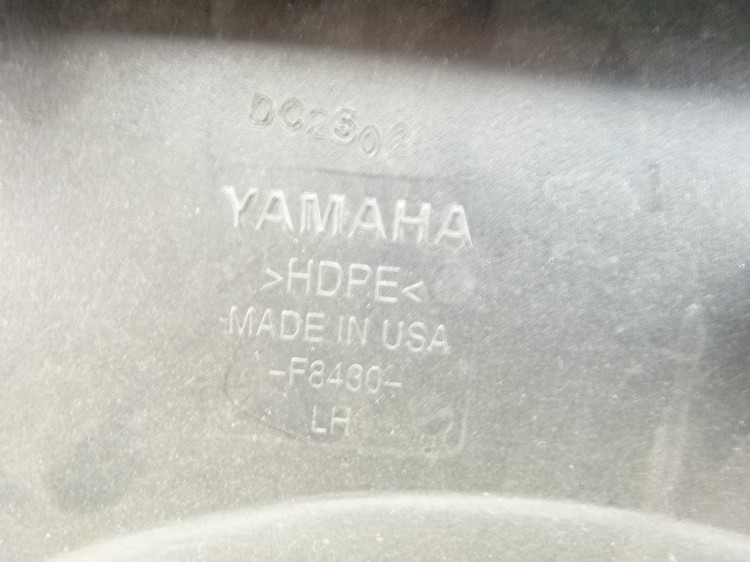 DC2302
YAMAHA
>HDPE<
MADE IN USA
-F8430-
LH